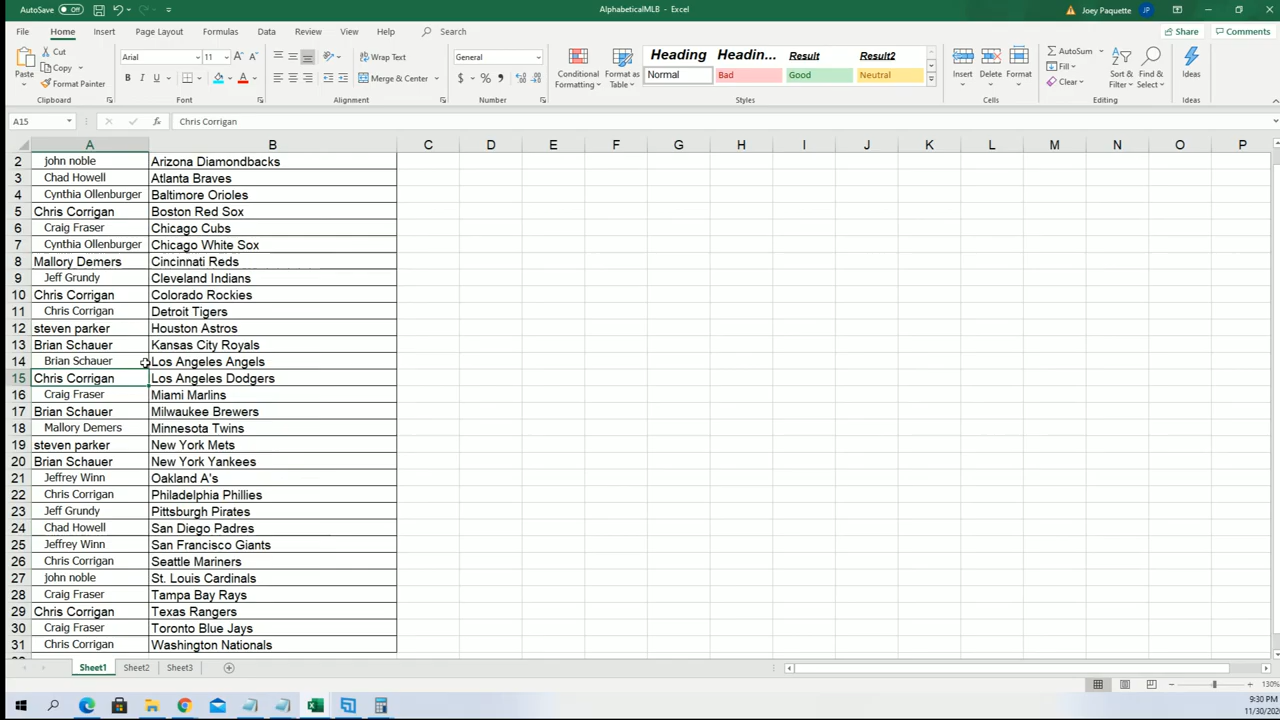 AutoSave Off AlphabeticalMLB - Excel Joey Paquette JP
File Home Insert Page Layout Formulas Data Review View Help Search Share Comments
Paste Cut Copy Format Painter Clipboard
Arial 11 Font
Wrap Text Merge & Center Alignment
General Number
Conditional Formatting Format as Table
Heading Headin... Result Result2
Normal Bad Good Neutral
Styles
Insert Delete Format Cells
AutoSum Fill Clear Sort & Filter Find & Select Editing
Ideas Ideas
A15 fx Chris Corrigan
A B C D E F G H I J K L M N O P
2 john noble Arizona Diamondbacks
3 Chad Howell Atlanta Braves
4 Cynthia Ollenburger Baltimore Orioles
5 Chris Corrigan Boston Red Sox
6 Craig Fraser Chicago Cubs
7 Cynthia Ollenburger Chicago White Sox
8 Mallory Demers Cincinnati Reds
9 Jeff Grundy Cleveland Indians
10 Chris Corrigan Colorado Rockies
11 Chris Corrigan Detroit Tigers
12 steven parker Houston Astros
13 Brian Schauer Kansas City Royals
14 Brian Schauer Los Angeles Angels
15 Chris Corrigan Los Angeles Dodgers
16 Craig Fraser Miami Marlins
17 Brian Schauer Milwaukee Brewers
18 Mallory Demers Minnesota Twins
19 steven parker New York Mets
20 Brian Schauer New York Yankees
21 Jeffrey Winn Oakland A's
22 Chris Corrigan Philadelphia Phillies
23 Jeff Grundy Pittsburgh Pirates
24 Chad Howell San Diego Padres
25 Jeffrey Winn San Francisco Giants
26 Chris Corrigan Seattle Mariners
27 john noble St. Louis Cardinals
28 Craig Fraser Tampa Bay Rays
29 Chris Corrigan Texas Rangers
30 Craig Fraser Toronto Blue Jays
31 Chris Corrigan Washington Nationals
Sheet1 Sheet2 Sheet3
130%
9:30 PM
11/30/20